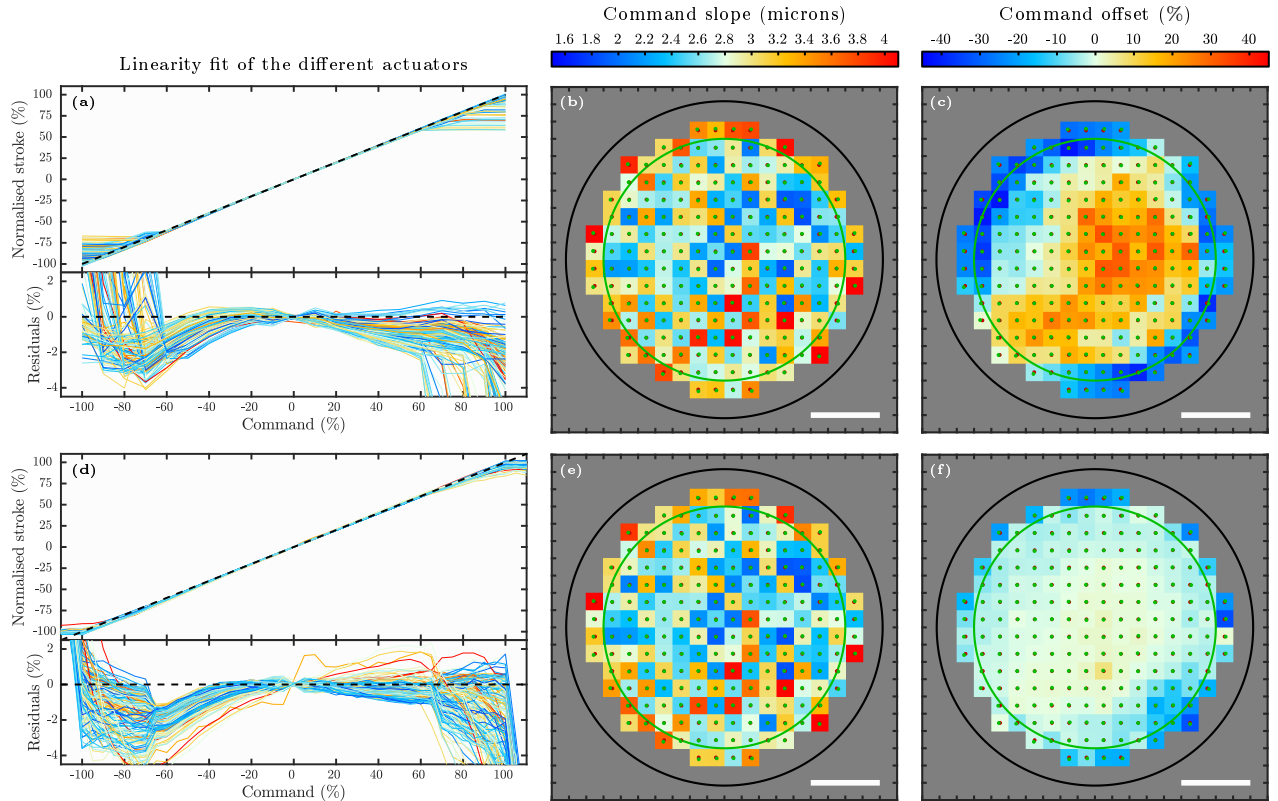 Command slope (microns)
Command offset (%)
1.6 1.8 2 2.2 2.4 2.6 2.8 3 3.2 3.4 3.6 3.8 4
-40 -30 -20 -10 0 10 20 30 40
Linearity fit of the different actuators
(a)
(b)
(c)
Normalised stroke (%)
100
75
50
25
0
-25
-50
-75
-100
Residuals (%)
2
0
-2
-4
-100 -80 -60 -40 -20 0 20 40 60 80 100
Command (%)
(d)
(e)
(f)
Normalised stroke (%)
100
75
50
25
0
-25
-50
-75
-100
Residuals (%)
2
0
-2
-4
-100 -80 -60 -40 -20 0 20 40 60 80 100
Command (%)